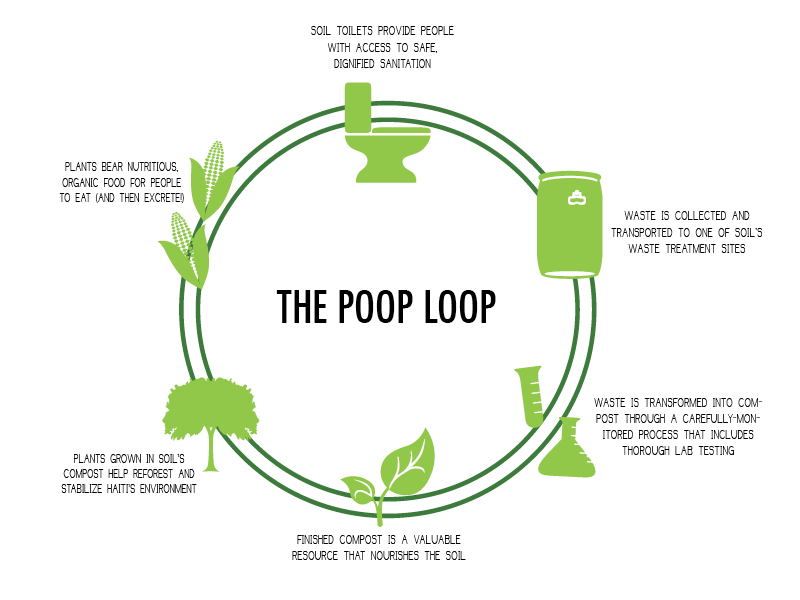 SOIL TOILETS PROVIDE PEOPLE
WITH ACCESS TO SAFE,
DIGNIFIED SANITATION
WASTE IS COLLECTED AND
TRANSPORTED TO ONE OF SOIL'S
WASTE TREATMENT SITES
WASTE IS TRANSFORMED INTO COM-
POST THROUGH A CAREFULLY-MON-
ITORED PROCESS THAT INCLUDES
THOROUGH LAB TESTING
FINISHED COMPOST IS A VALUABLE
RESOURCE THAT NOURISHES THE SOIL
PLANTS GROWN IN SOIL'S
COMPOST HELP REFOREST AND
STABILIZE HAITI'S ENVIRONMENT
PLANTS BEAR NUTRITIOUS,
ORGANIC FOOD FOR PEOPLE
TO EAT (AND THEN EXCRETE!)
THE POOP LOOP